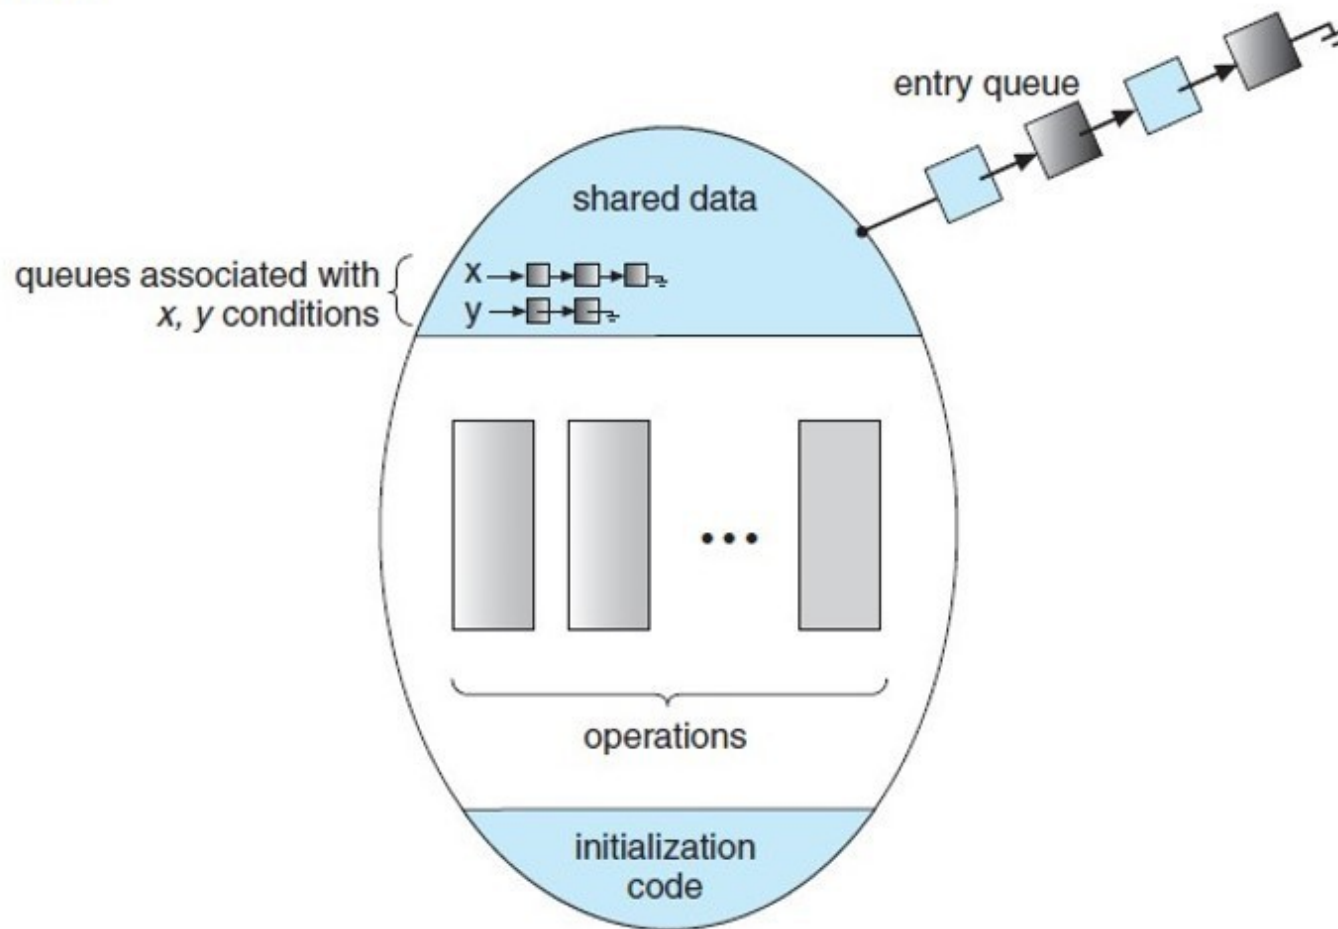 entry queue
shared data
queues associated with
x, y conditions
x
y
...
operations
initialization
code